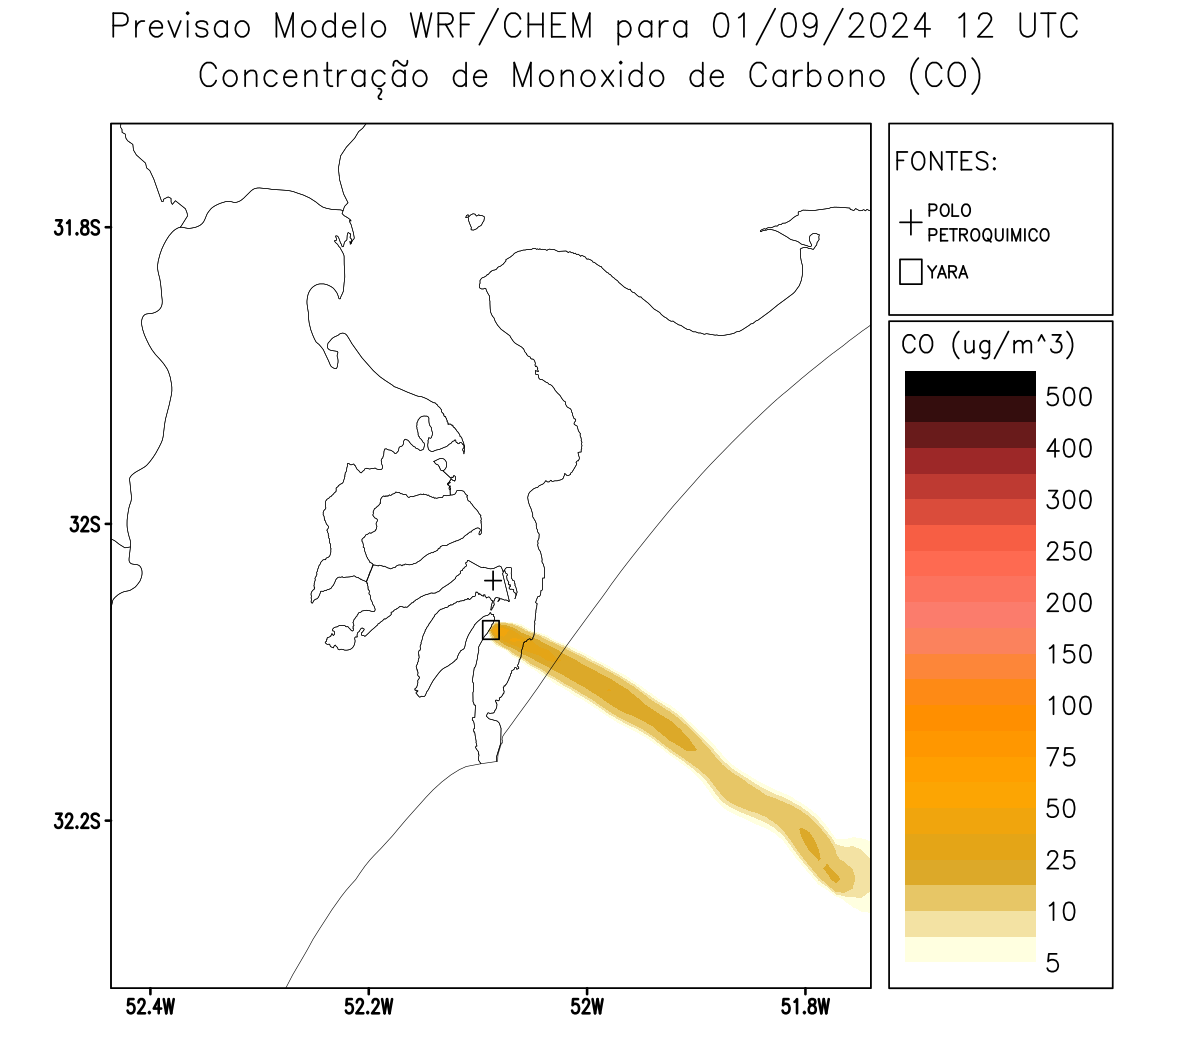 Previsao Modelo WRF/CHEM para 01/09/2024 12 UTC
Concentração de Monoxido de Carbono (CO)
FONTES:
POLO
PETROQUIMICO
YARA
CO (ug/m^3)
500
400
300
250
200
150
100
75
50
25
10
5
31.8S
32S
32.2S
52.4W
52.2W
52W
51.8W